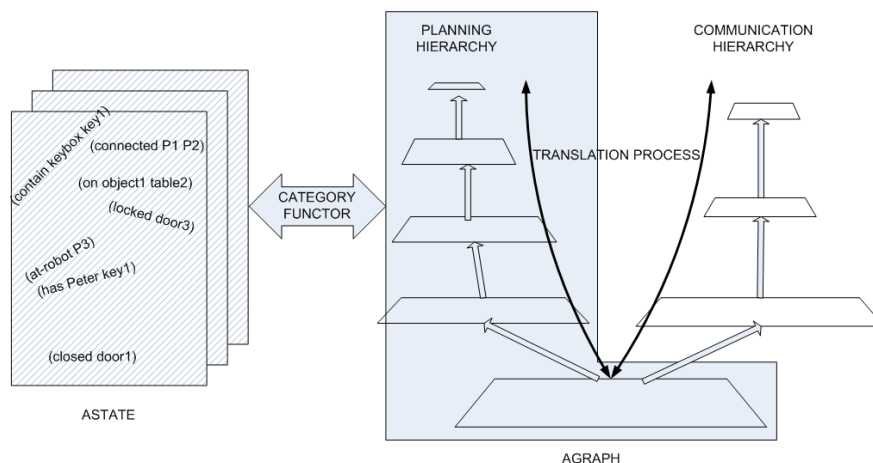 PLANNING
HIERARCHY
COMMUNICATION
HIERARCHY
(contain keybox key1)
(connected P1 P2)
(on object1 table2)
(locked door3)
(at-robot P3)
(has Peter key1)
(closed door1)
CATEGORY
FUNCTOR
TRANSLATION PROCESS
ASTATE
AGRAPH